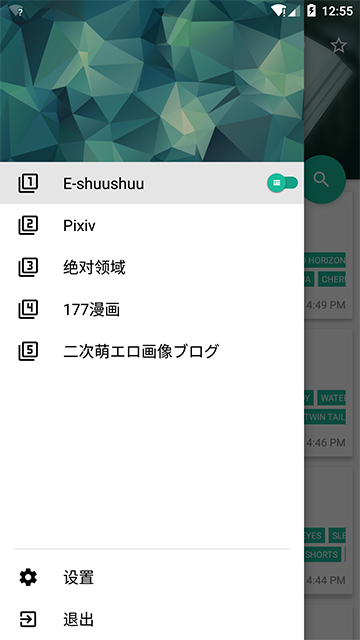 12:55
E-shuushuu
Pixiv
绝对领域
177漫画
二次萌エロ画像ブログ
设置
退出
HORIZON
CHER
4:49 PM
WATE
TWIN TAIL
4:46 PM
EYES
SLE
SHORTS
4:44 PM